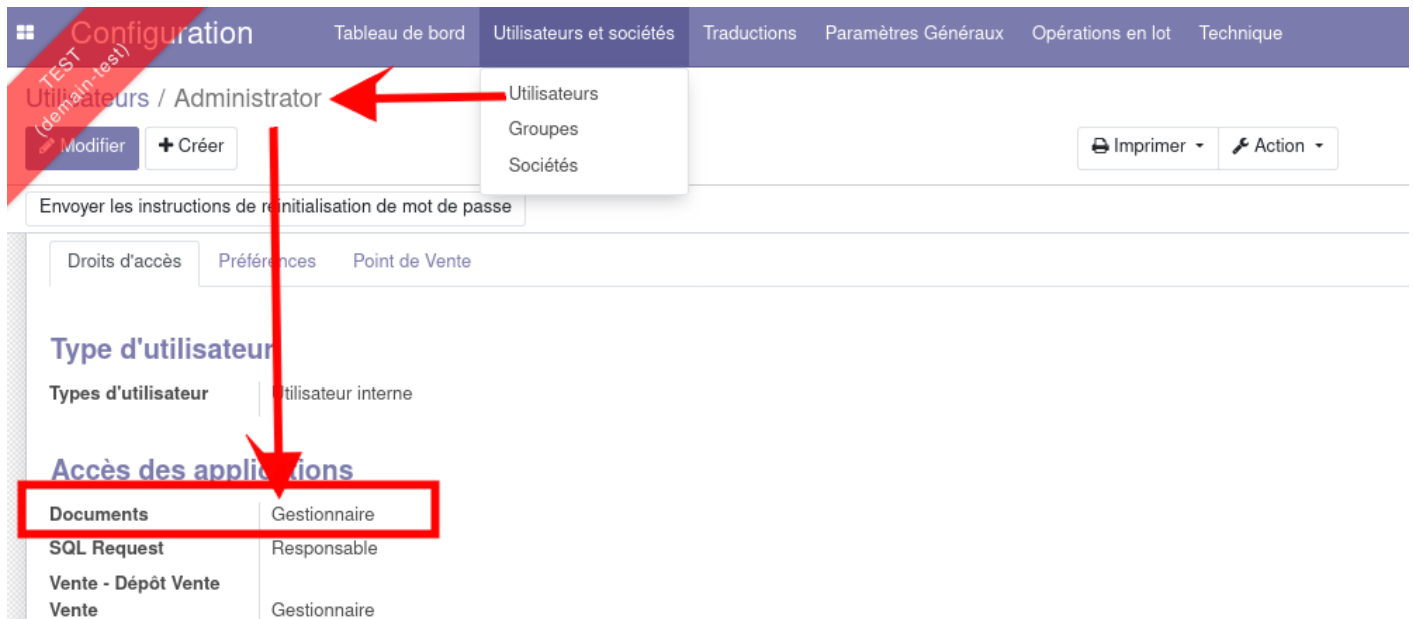 Configuration Tableau de bord Utilisateurs et sociétés Traductions Paramètres Généraux Opérations en lot Technique
TEST
(demain-test)
Utilisateurs / Administrator
Utilisateurs
Groupes
Sociétés
Modifier Créer Imprimer Action
Envoyer les instructions de réinitialisation de mot de passe
Droits d'accès Préférences Point de Vente
Type d'utilisateur
Types d'utilisateur Utilisateur interne
Accès des applications
Documents Gestionnaire
SQL Request Responsable
Vente - Dépôt Vente
Vente Gestionnaire